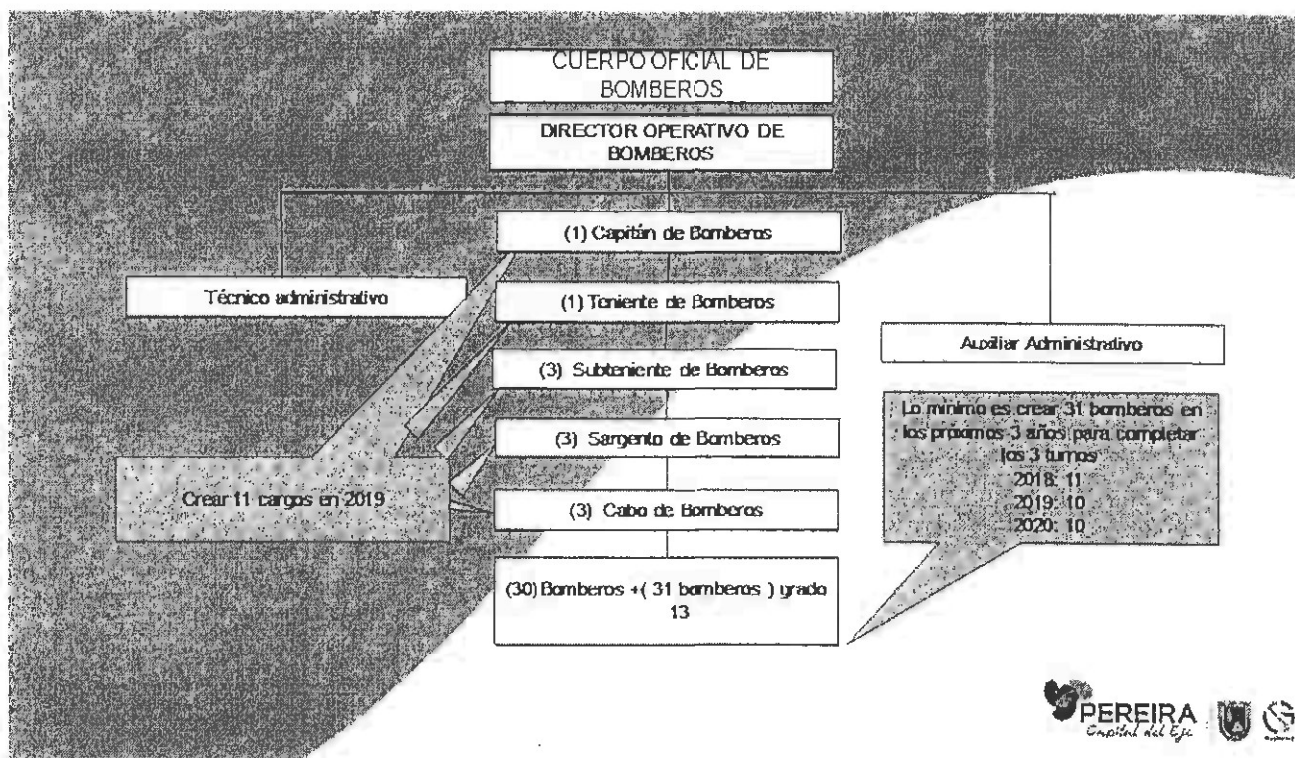 CUERPO OFICIAL DE
BOMBEROS
DIRECTOR OPERATIVO DE
BOMBEROS
(1) Capitán de Bomberos
Técnico administrativo
(1) Toniente de Bomberos
Auxiliar Administrativo
(3) Subteniente de Bomberos
(3) Sargento de Bomberos
Crear 11 cargos en 2019
(3) Cabo de Bomberos
(30) Bomberos +( 31 bomberos ) grado
13
Lo mínimo es crear 31 bomberos en
los próximos 3 años para completar
los 3 turnos
2018: 11
2019: 10
2020: 10
PEREIRA
Capital del Eje